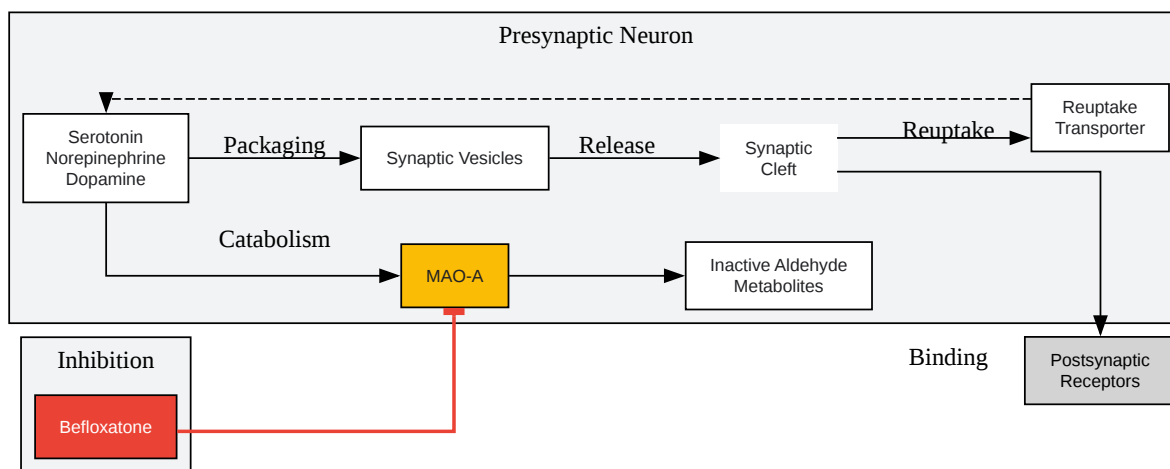 Presynaptic Neuron
Serotonin
Norepinephrine
Dopamine
Packaging
Synaptic Vesicles
Release
Synaptic
Cleft
Reuptake
Reuptake
Transporter
Catabolism
MAO-A
Inactive Aldehyde
Metabolites
Inhibition
Befloxatone
Binding
Postsynaptic
Receptors